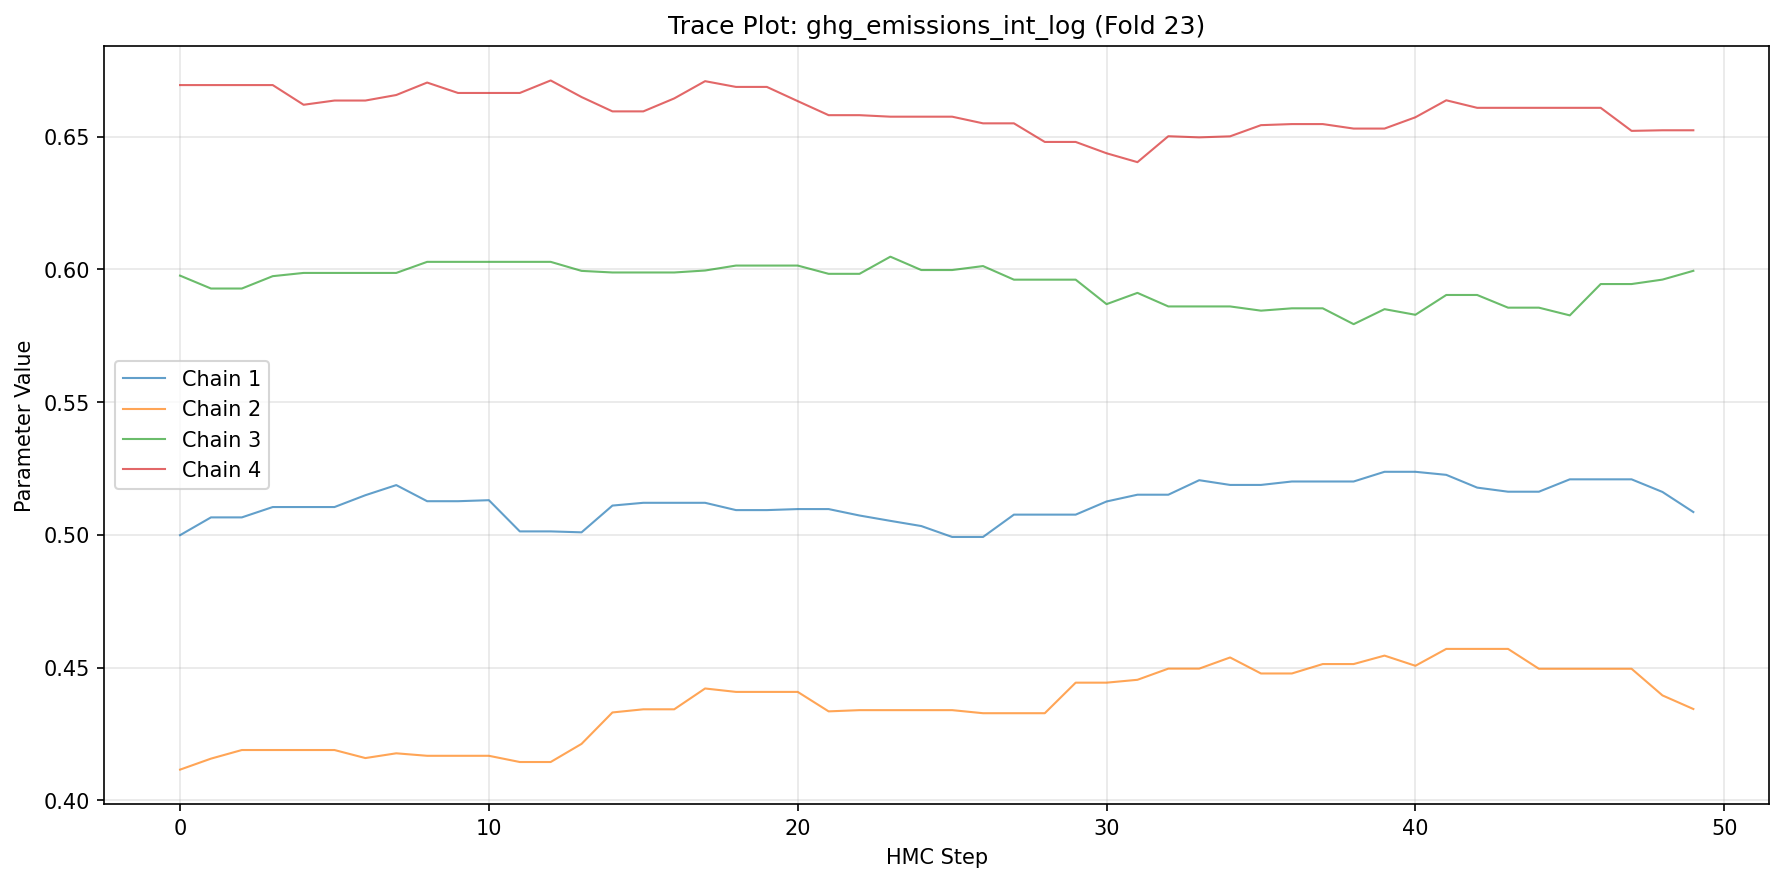 Trace Plot: ghg_emissions_int_log (Fold 23)
Parameter Value
0.65
0.60
0.55
0.50
0.45
0.40
Chain 1
Chain 2
Chain 3
Chain 4
0 10 20 30 40 50
HMC Step